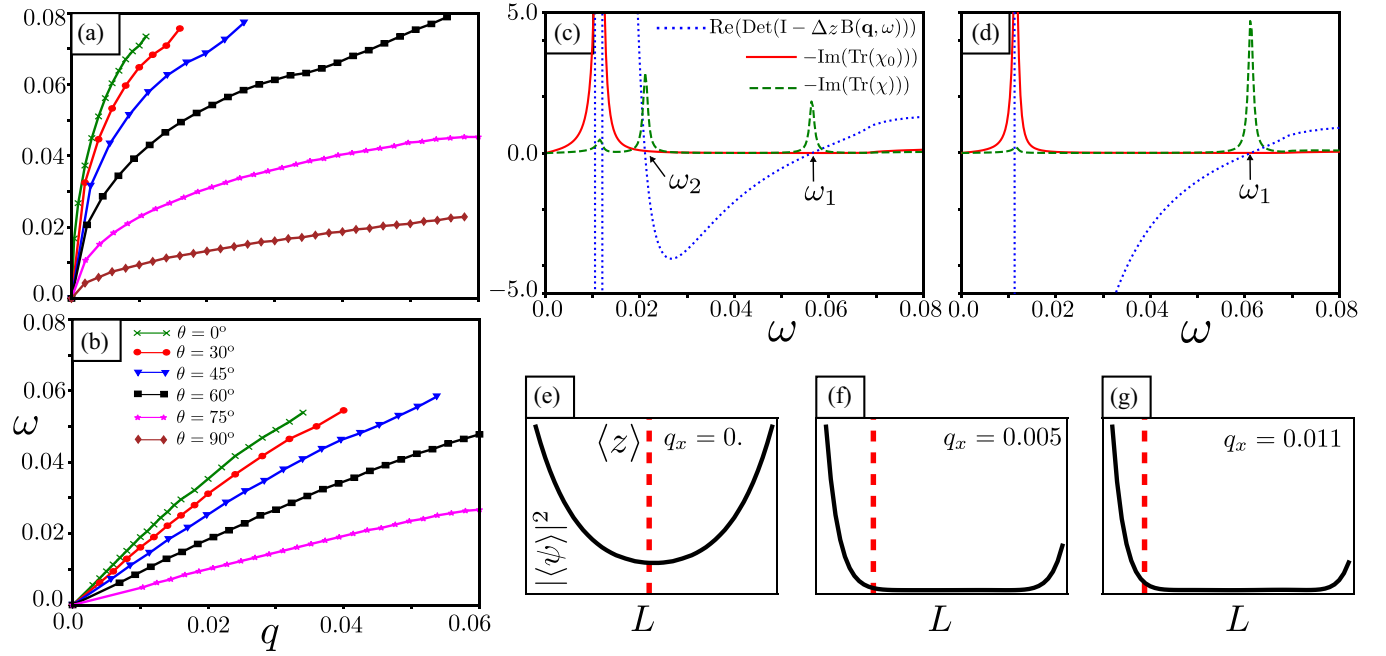 (a)
0.08
0.06
0.04
0.02
0.0
(b)
0.08
0.06
0.04
0.02
0.0
ω
θ = 0°
θ = 30°
θ = 45°
θ = 60°
θ = 75°
θ = 90°
0.0 0.02 0.04 0.06
q
(c)
5.0
0.0
−5.0
Re(Det(I − Δz B(q, ω)))
−Im(Tr(χ₀)))
−Im(Tr(χ)))
ω₂
ω₁
0.0 0.02 0.04 0.06 0.08
ω
(d)
ω₁
0.0 0.02 0.04 0.06 0.08
ω
(e)
⟨z⟩ qₓ = 0.
|⟨ψ⟩|²
L
(f)
qₓ = 0.005
L
(g)
qₓ = 0.011
L